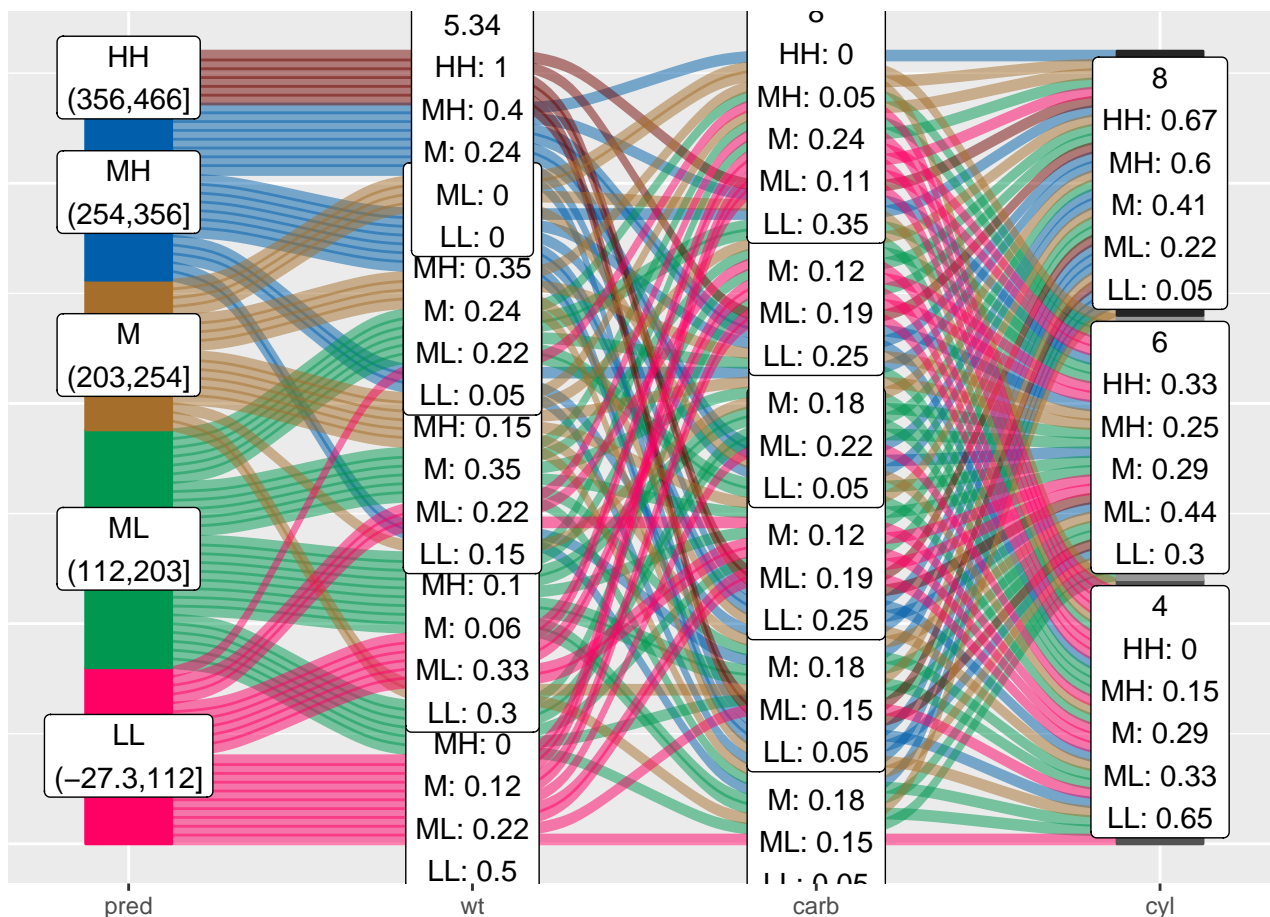 HH
(356,466]
MH
(254,356]
M
(203,254]
ML
(112,203]
LL
(−27.3,112]
5.34
HH: 1
MH: 0.4
M: 0.24
ML: 0
LL: 0
MH: 0.35
M: 0.24
ML: 0.22
LL: 0.05
MH: 0.15
M: 0.35
ML: 0.22
LL: 0.15
MH: 0.1
M: 0.06
ML: 0.33
LL: 0.3
MH: 0
M: 0.12
ML: 0.22
LL: 0.5
8
HH: 0
MH: 0.05
M: 0.24
ML: 0.11
LL: 0.35
M: 0.12
ML: 0.19
LL: 0.25
M: 0.18
ML: 0.22
LL: 0.05
M: 0.12
ML: 0.19
LL: 0.25
M: 0.18
ML: 0.15
LL: 0.05
M: 0.18
ML: 0.15
LL: 0.05
8
HH: 0.67
MH: 0.6
M: 0.41
ML: 0.22
LL: 0.05
6
HH: 0.33
MH: 0.25
M: 0.29
ML: 0.44
LL: 0.3
4
HH: 0
MH: 0.15
M: 0.29
ML: 0.33
LL: 0.65
pred
wt
carb
cyl